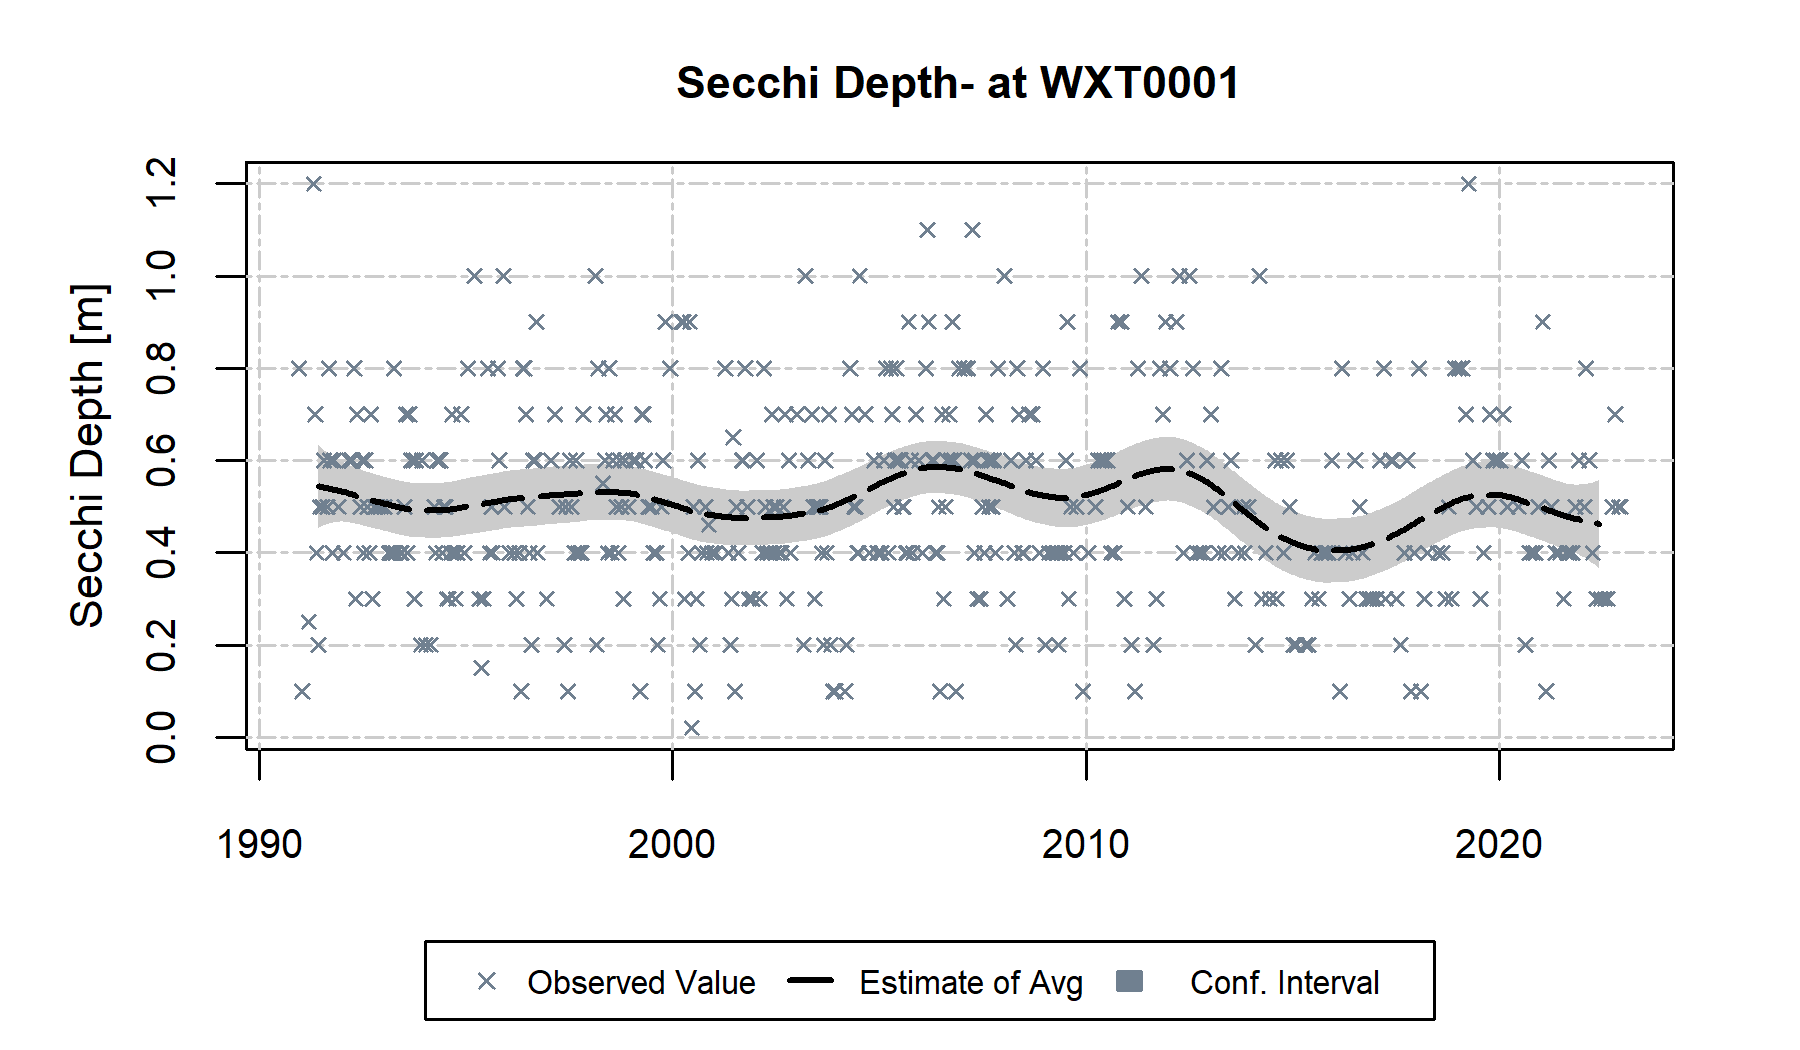 Secchi Depth- at WXT0001
Secchi Depth [m]
1.2
1.0
0.8
0.6
0.4
0.2
0.0
1990 2000 2010 2020
Observed Value Estimate of Avg Conf. Interval